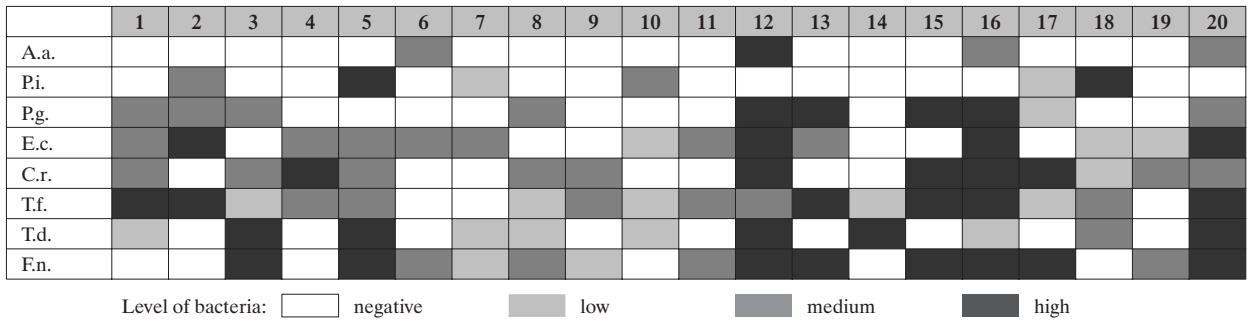 1 2 3 4 5 6 7 8 9 10 11 12 13 14 15 16 17 18 19 20
A.a.
P.i.
P.g.
E.c.
C.r.
T.f.
T.d.
F.n.
Level of bacteria: negative low medium high